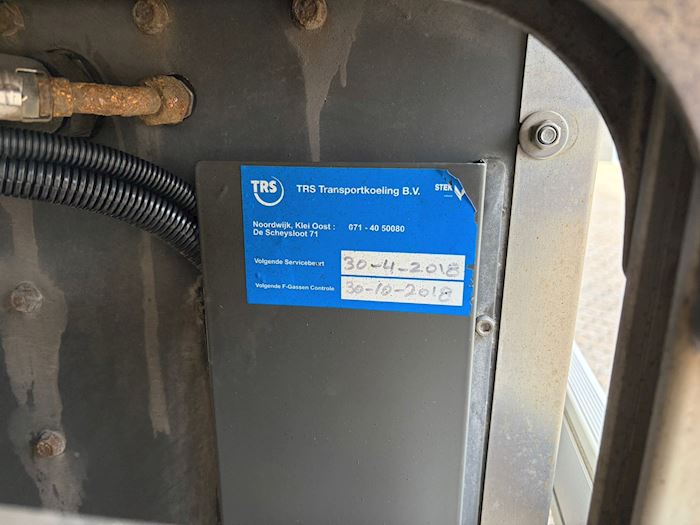 TRS
TRS Transportkoeling B.V.
STEK
Noordwijk, Klei Oost : 071 - 40 50080
De Scheysloot 71
Volgende Servicebeurt 30-4-2018
Volgende F-Gassen Controle 30-10-2018